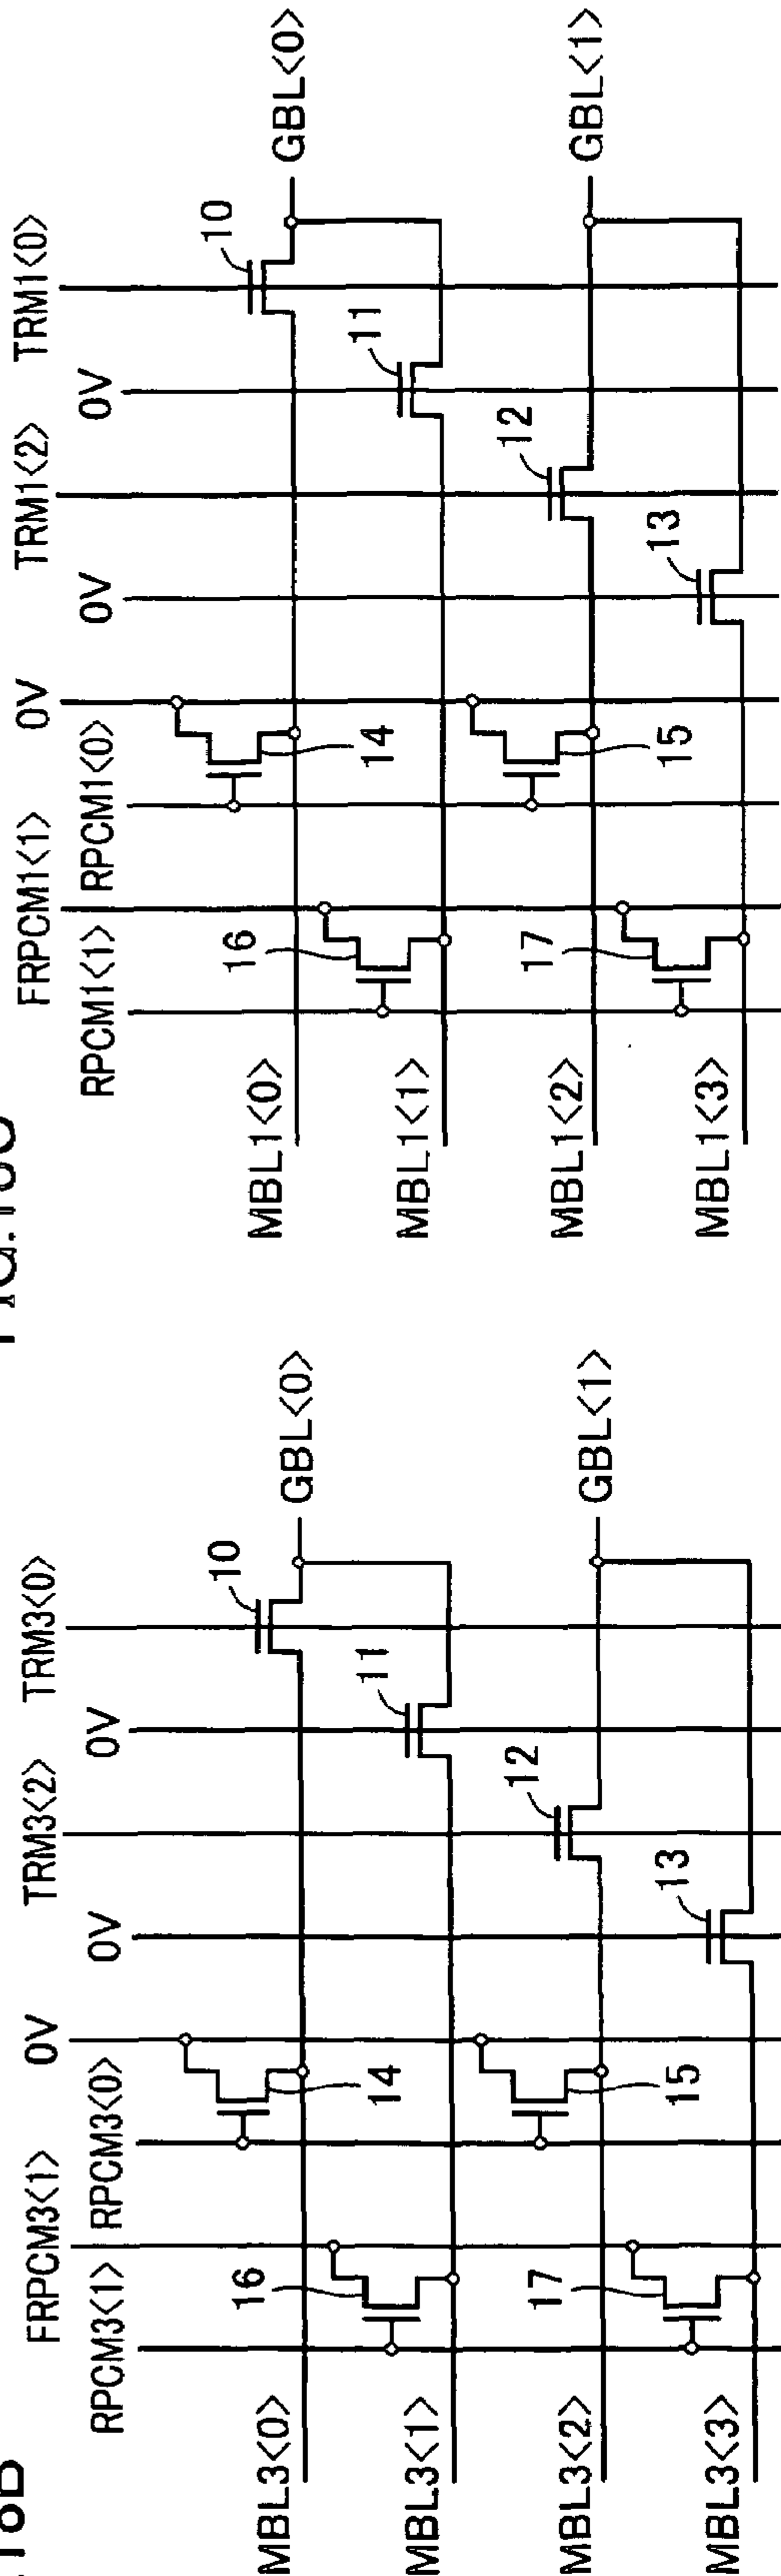 18B
FRPCM3<1>
0V
TRM3<2>
TRM3<0>
RPCM3<1>
RPCM3<0>
0V
0V
10
GBL<0>
MBL3<0>
14
11
16
MBL3<1>
12
GBL<1>
MBL3<2>
15
13
17
MBL3<3>
FIG.18C
FRPCM1<1>
0V
TRM1<2>
TRM1<0>
RPCM1<1>
RPCM1<0>
0V
0V
10
GBL<0>
MBL1<0>
14
11
16
MBL1<1>
12
GBL<1>
MBL1<2>
15
13
17
MBL1<3>